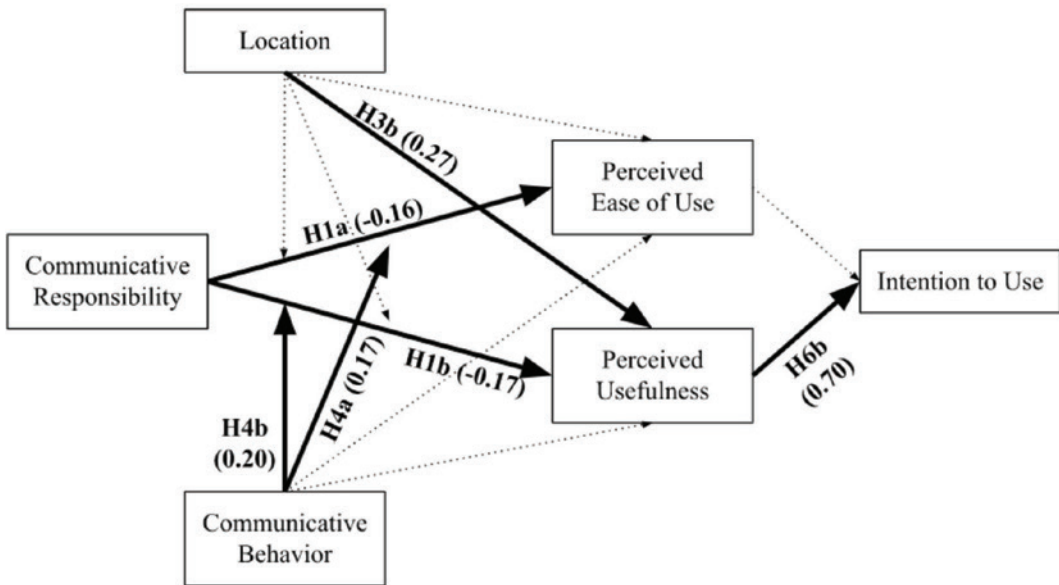 Location
H3b (0.27)
Perceived
Ease of Use
H1a (-0.16)
Communicative
Responsibility
Intention to Use
H1b (-0.17)
Perceived
Usefulness
H6b
(0.70)
H4a (0.17)
H4b
(0.20)
Communicative
Behavior